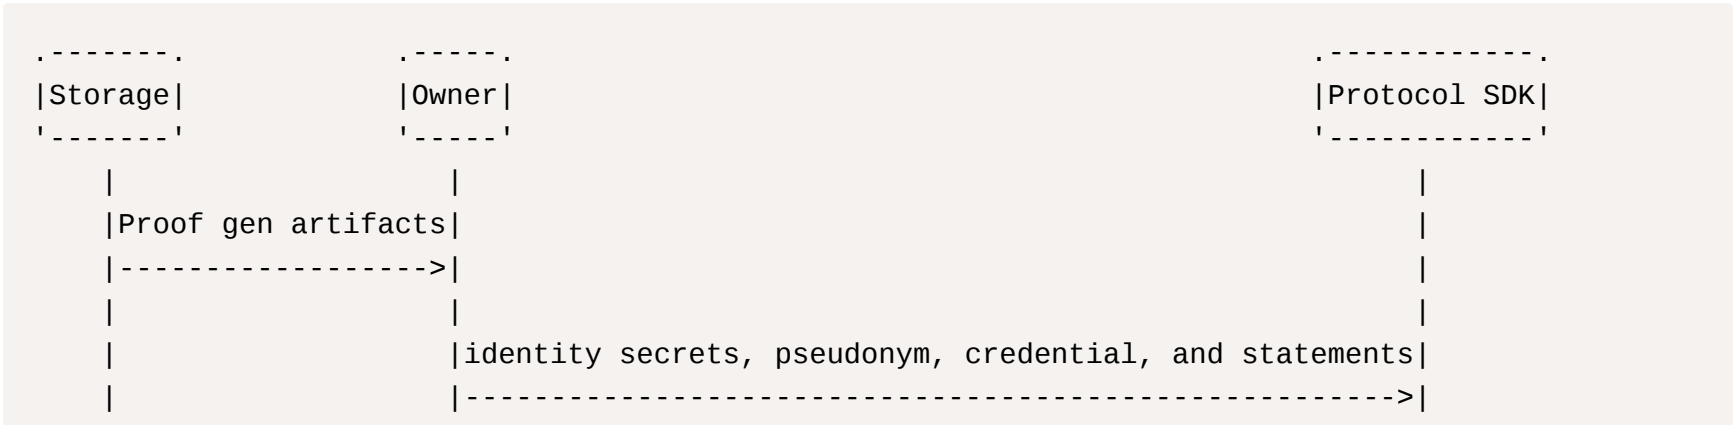 .-------.            .-----.                                              .------------.
|Storage|            |Owner|                                              |Protocol SDK|
'-------'            '-----'                                              '------------'
    |                   |                                                       |
    |Proof gen artifacts|                                                       |
    |------------------>|                                                       |
    |                   |                                                       |
    |                   |identity secrets, pseudonym, credential, and statements|
    |                   |------------------------------------------------------>|